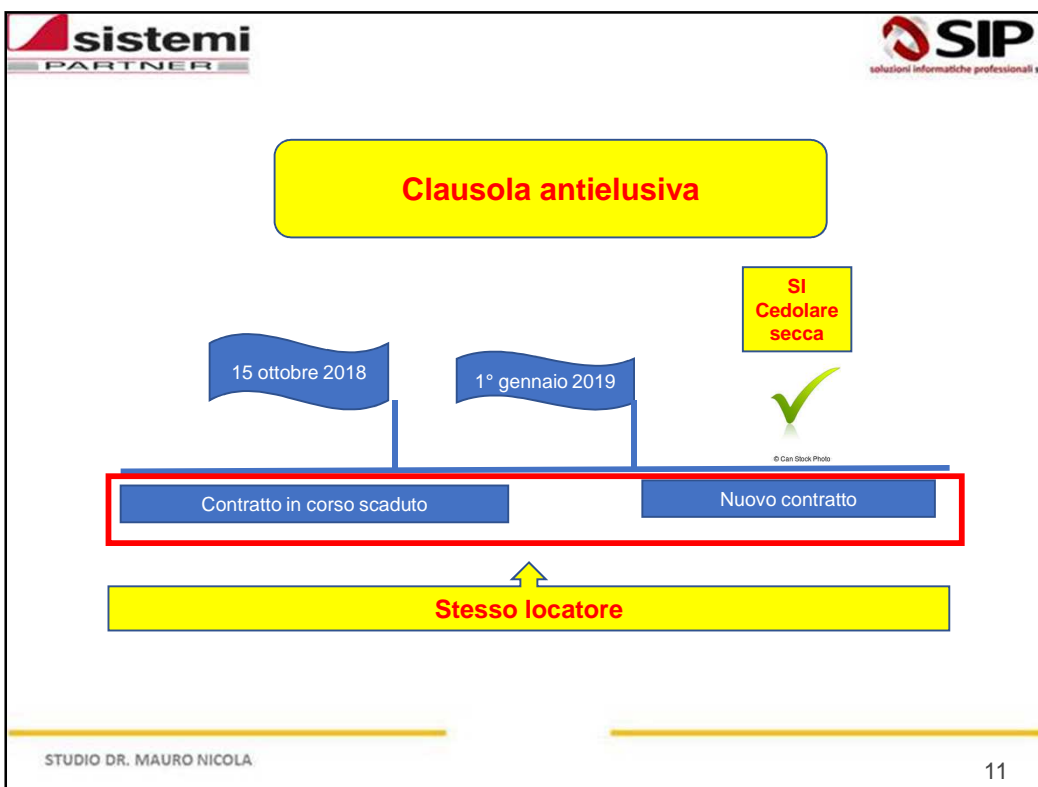 sistemi
PARTNER
SIP
soluzioni informatiche professionali s
Clausola antielusiva
SI
Cedolare
secca
15 ottobre 2018
1° gennaio 2019
© Can Stock Photo
Contratto in corso scaduto
Nuovo contratto
Stesso locatore
STUDIO DR. MAURO NICOLA
11